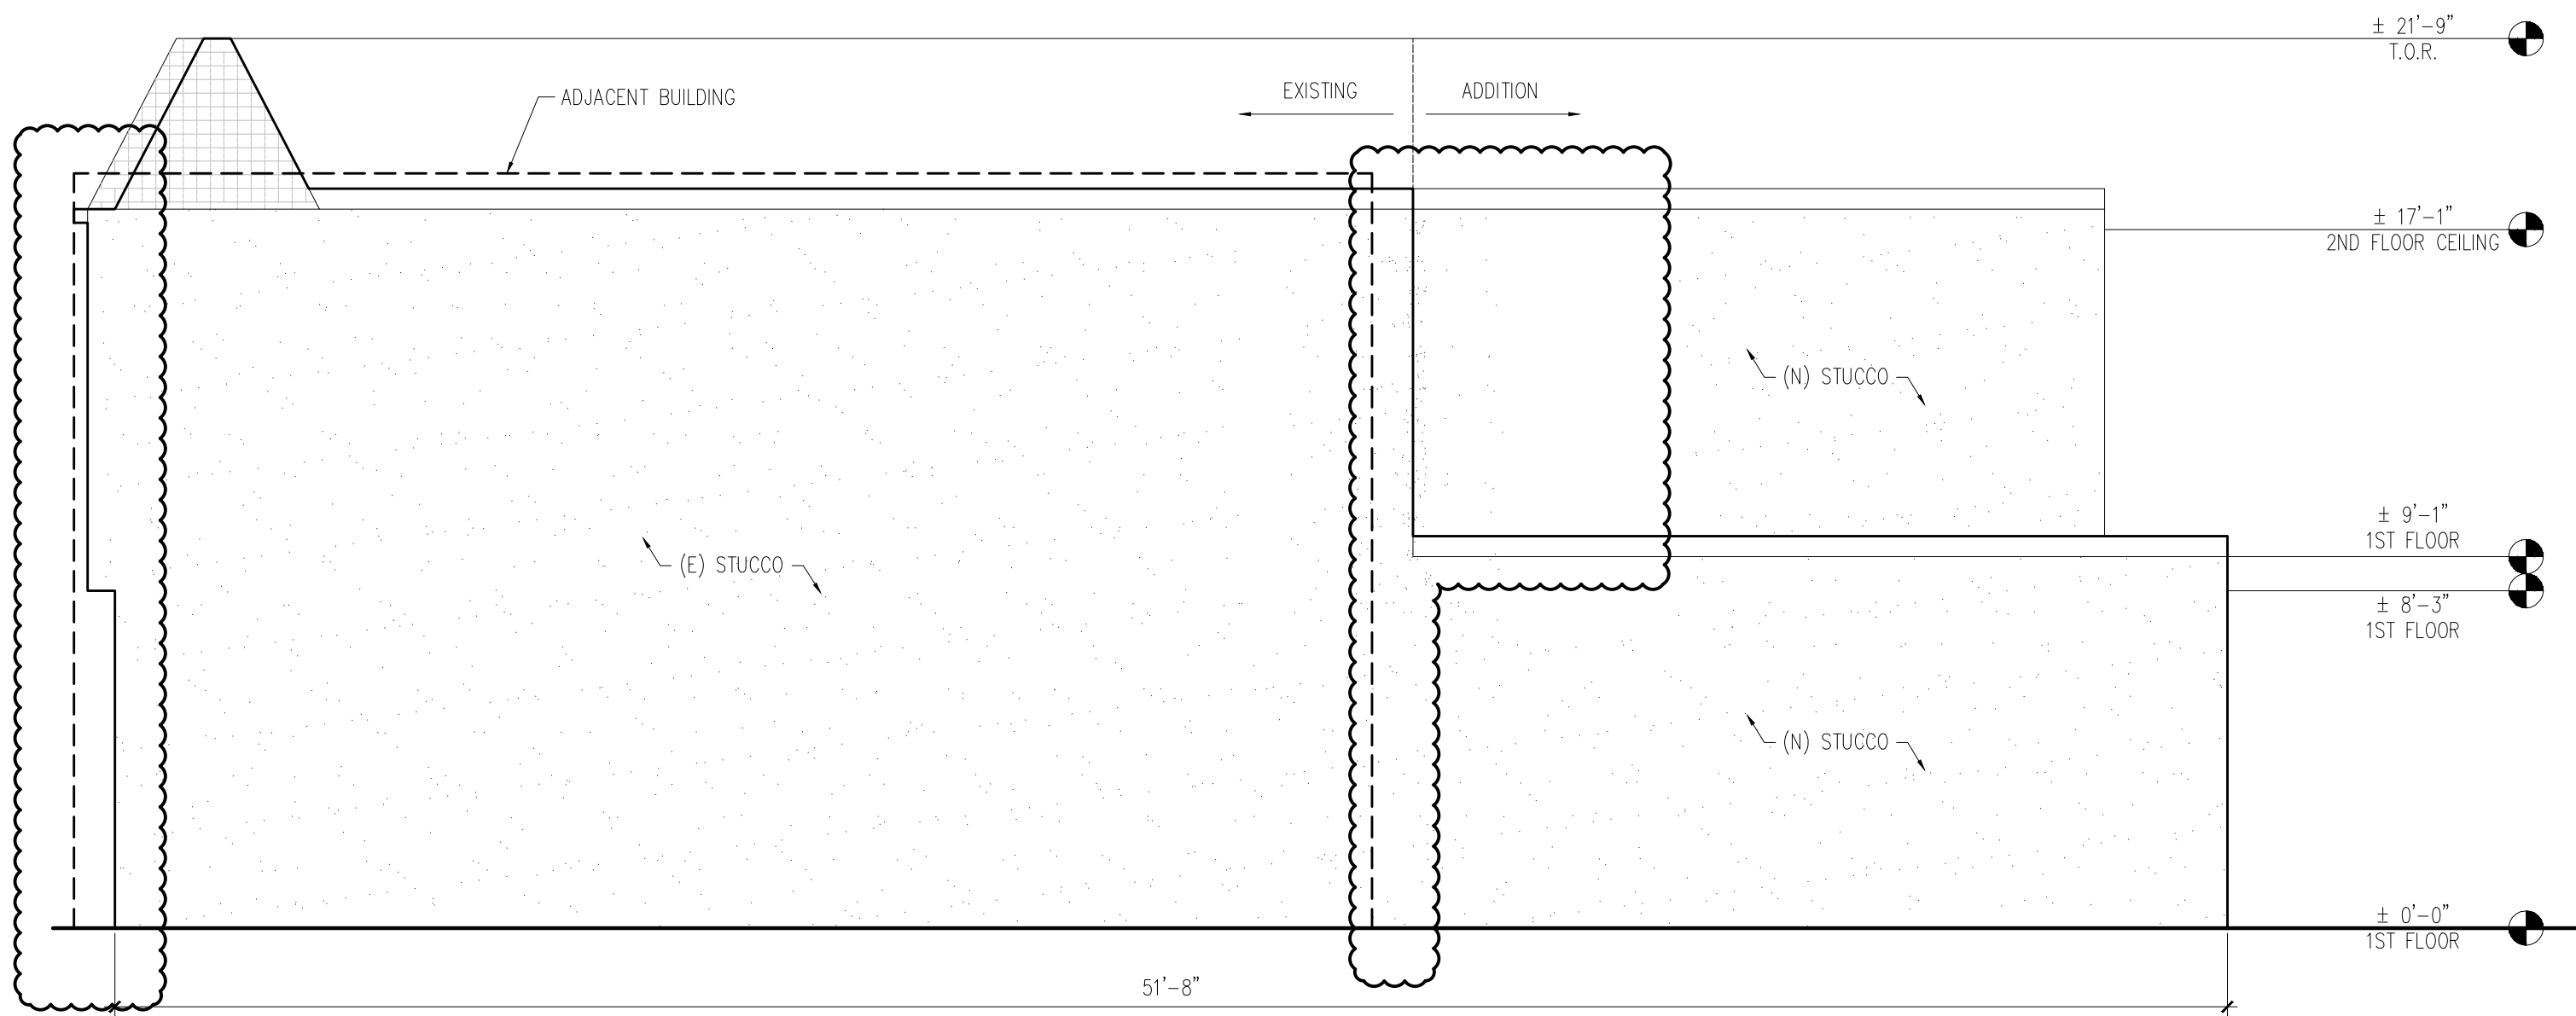 ± 21'-9"
T.O.R.
ADJACENT BUILDING
EXISTING
ADDITION
± 17'-1"
2ND FLOOR CEILING
(N) STUCCO
± 9'-1"
1ST FLOOR
(E) STUCCO
± 8'-3"
1ST FLOOR
(N) STUCCO
± 0'-0"
1ST FLOOR
51'-8"